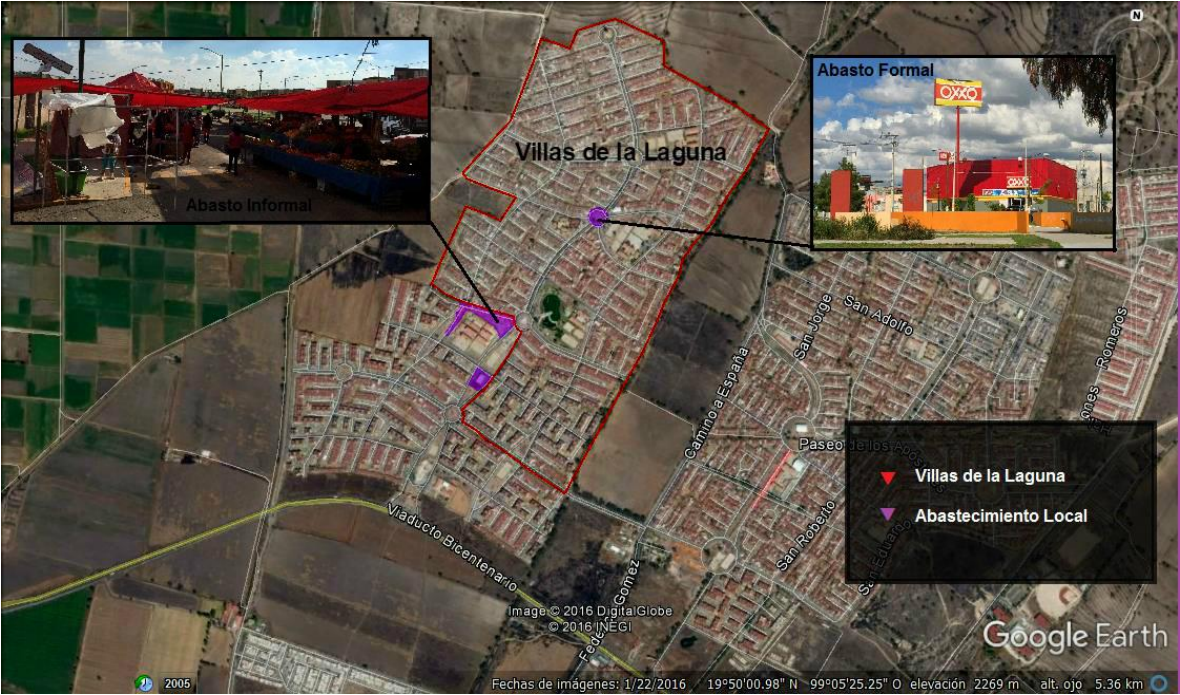 N
Abasto Formal
OXXO
OXXO
Villas de la Laguna
Abasto Informal
San Adolfo
San Jorge
Camino a España
Romeros
Paseo de los
Villas de la Laguna
Abastecimiento Local
San Roberto
San Eduardo
Viaducto Bicentenario
Gomez
Image © 2016 DigitalGlobe
© 2016 INEGI
Google Earth
2005
Fechas de imágenes: 1/22/2016 19°50'00.98" N 99°05'25.25" O elevación 2269 m alt. ojo 5.36 km